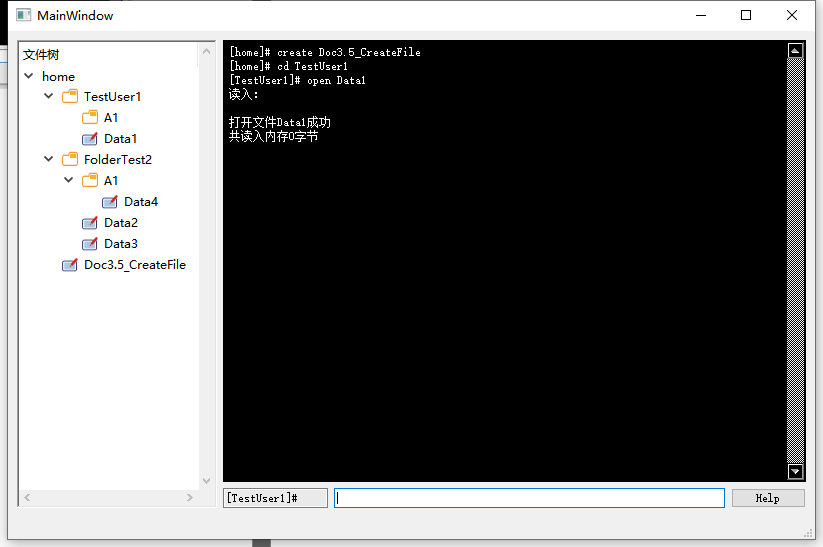 MainWindow
文件树
home
TestUser1
A1
Data1
FolderTest2
A1
Data4
Data2
Data3
Doc3.5_CreateFile
[home]# create Doc3.5_CreateFile
[home]# cd TestUser1
[TestUser1]# open Data1
读入:
打开文件Data1成功
共读入内存0字节
[TestUser1]#
Help